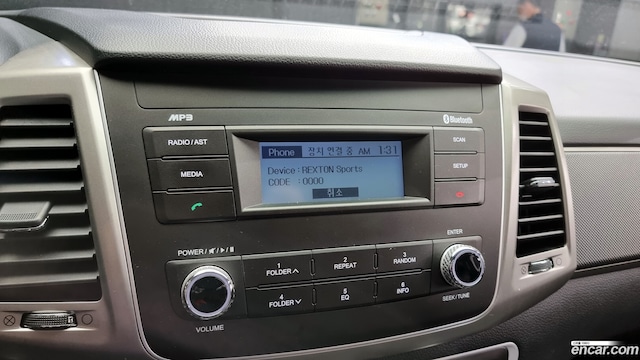 MP3
Bluetooth
RADIO / AST
MEDIA
Phone 장치 연결 중 AM 1:31
Device : REXTON Sports
CODE : 0000
취소
SCAN
SETUP
POWER /
VOLUME
1 FOLDER
2 REPEAT
3 RANDOM
4 FOLDER
5 EQ
6 INFO
ENTER
SEEK / TUNE
encar.com